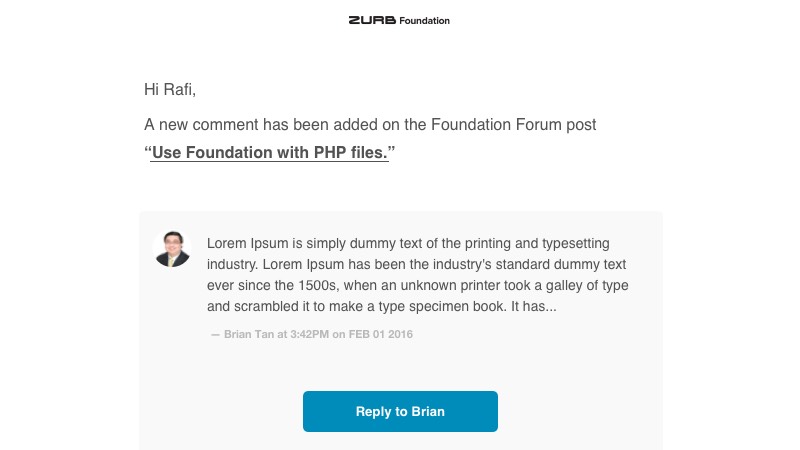 ZURB Foundation
Hi Rafi,
A new comment has been added on the Foundation Forum post
“Use Foundation with PHP files.”
Lorem Ipsum is simply dummy text of the printing and typesetting
industry. Lorem Ipsum has been the industry's standard dummy text
ever since the 1500s, when an unknown printer took a galley of type
and scrambled it to make a type specimen book. It has...
— Brian Tan at 3:42PM on FEB 01 2016
Reply to Brian